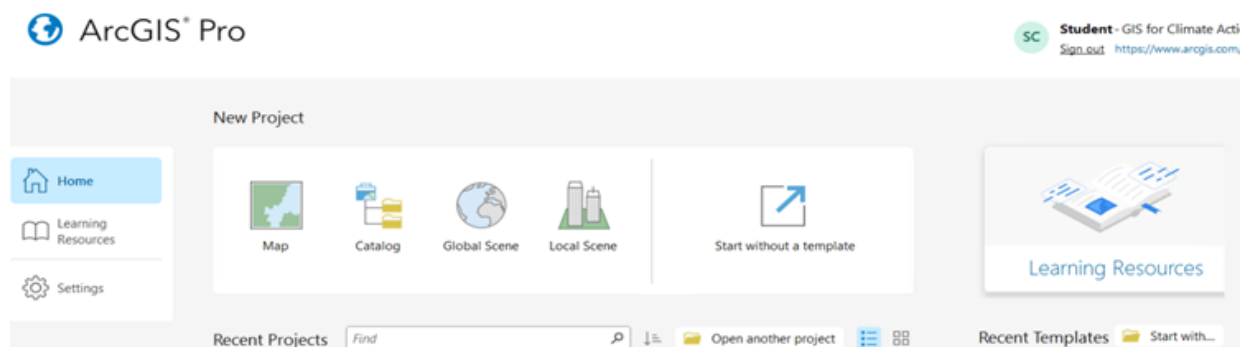 ArcGIS® Pro
SC
Student - GIS for Climate Acti
Sign out https://www.arcgis.com/
New Project
Home
Learning
Resources
Settings
Map
Catalog
Global Scene
Local Scene
Start without a template
Learning Resources
Recent Projects
Find
Open another project
Recent Templates
Start with...